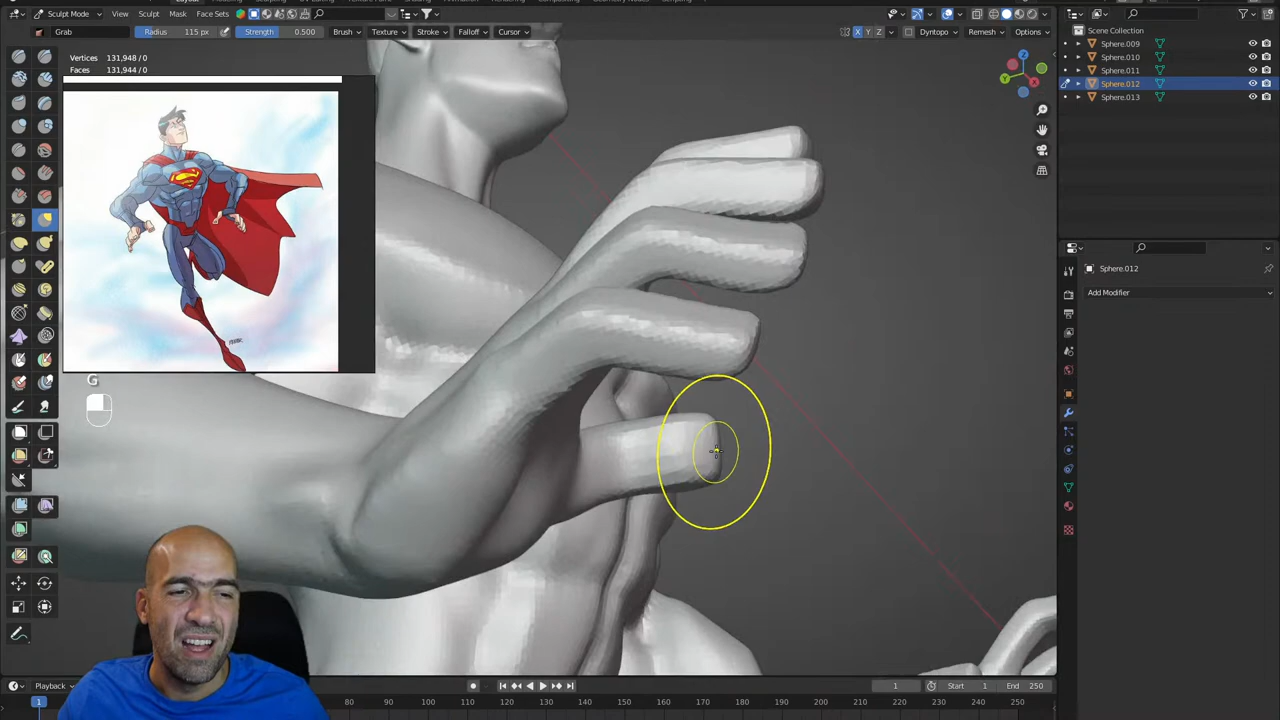 Sculpt Mode View Sculpt Mask Face Sets
Grab Radius 115 px Strength 0.500 Brush Texture Stroke Falloff Cursor X Y Z Dyntopo Remesh Options
Vertices 131,948 / 0
Faces 131,944 / 0
Scene Collection
Sphere.009
Sphere.010
Sphere.011
Sphere.012
Sphere.013
Sphere.012
Add Modifier
G
Playback 1 Start 1 End 250
1 80 90 100 110 120 130 140 150 160 170 180 190 200 210 220 230 240 250